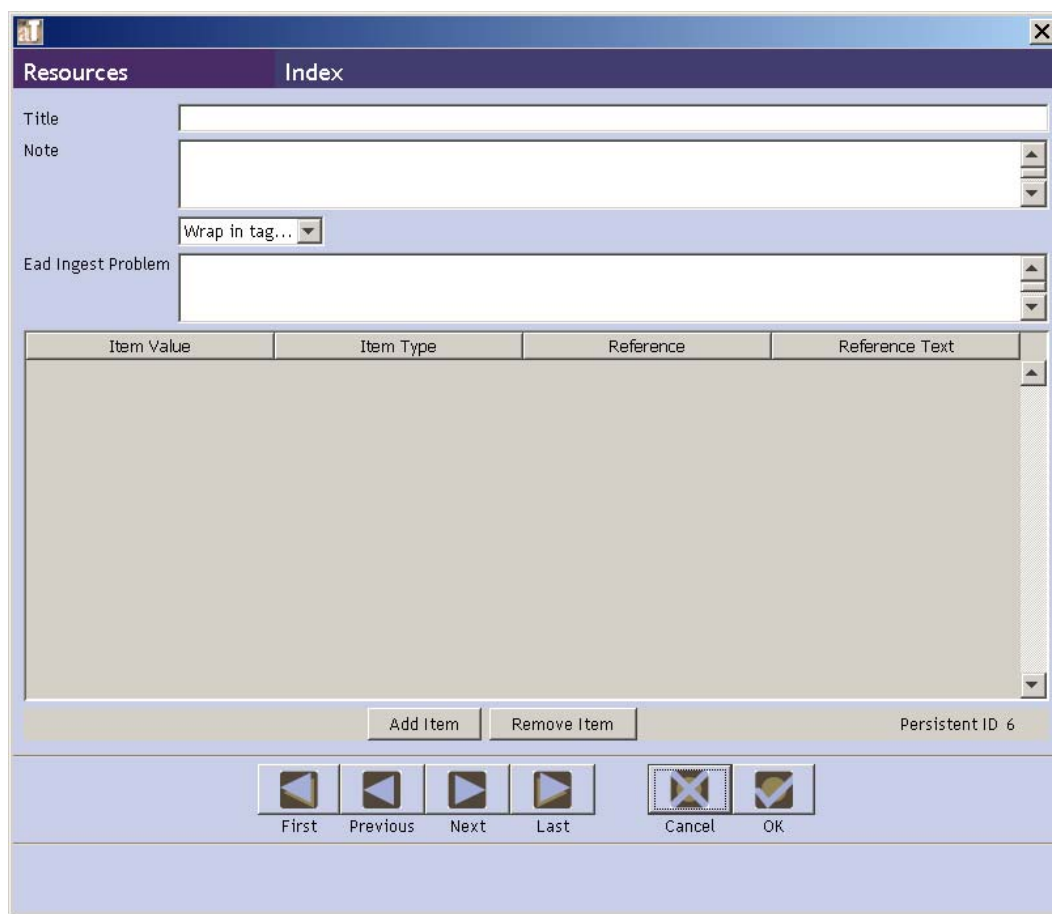 aT
Resources Index
Title
Note
Wrap in tag...
Ead Ingest Problem
Item Value Item Type Reference Reference Text
Add Item Remove Item Persistent ID 6
First Previous Next Last Cancel OK